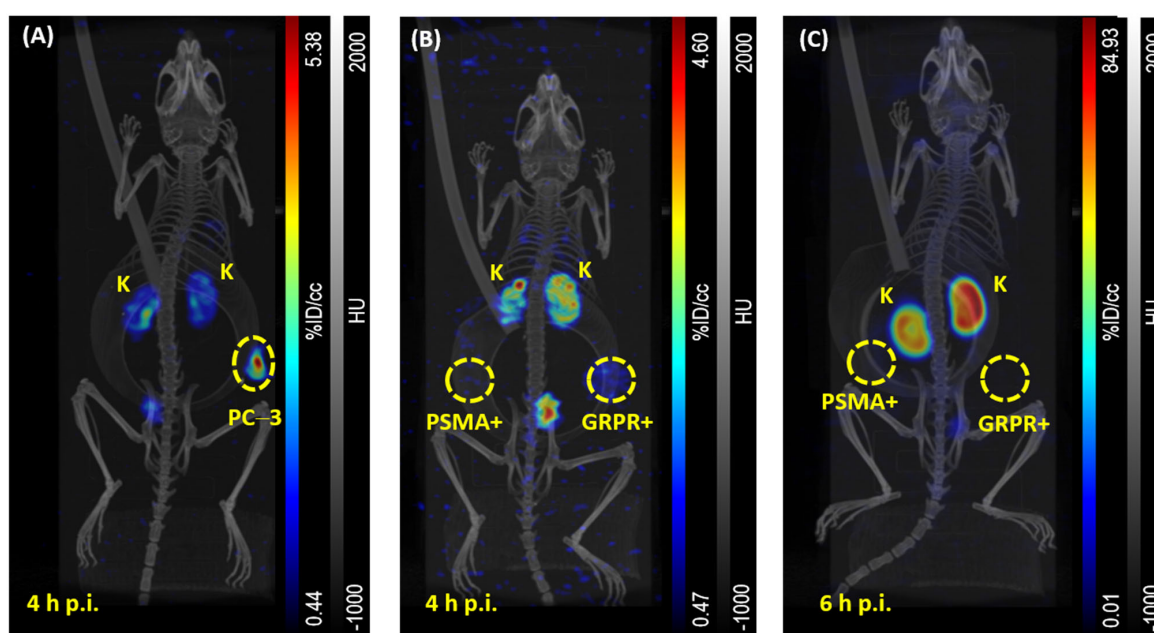 (A)
5.38
2000
K
K
%ID/cc
HU
PC–3
4 h p.i.
0.44
-1000
(B)
4.60
2000
K
K
%ID/cc
HU
PSMA+
GRPR+
4 h p.i.
0.47
-1000
(C)
84.93
2000
K
K
%ID/cc
HU
PSMA+
GRPR+
6 h p.i.
0.01
-1000